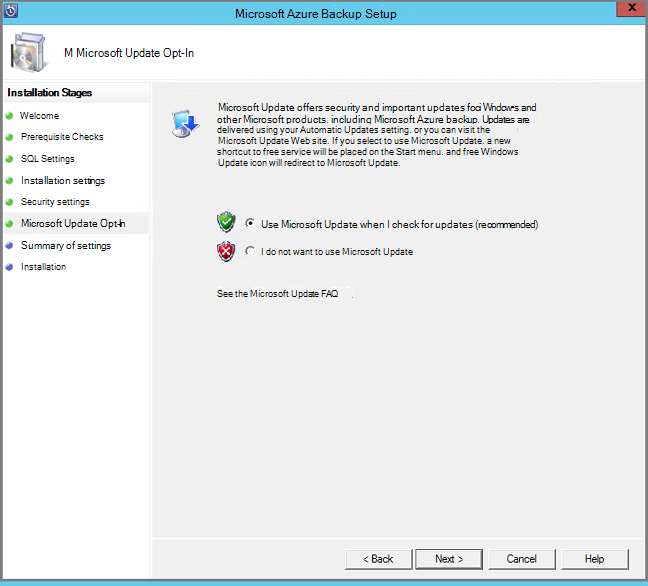 Microsoft Azure Backup Setup
X
M Microsoft Update Opt-In
Installation Stages
Welcome
Prerequisite Checks
SQL Settings
Installation settings
Security settings
Microsoft Update Opt-In
Summary of settings
Installation
Microsoft Update offers security and important updates foci Windows and
other Microsoft products. including Microsoft Azure backup. Updates are
delivered using your Automatic Updates setting. or you can visit the
Microsoft Update Web site. If you select to use Microsoft Update. a new
shortcut to free service will be placed on the Start menu. and free Windows
Update icon will redirect to Microsoft Update.
Use Microsoft Update when I check for updates (recommended)
I do not want to use Microsoft Update
See the Microsoft Update FAQ .
< Back
Next >
Cancel
Help